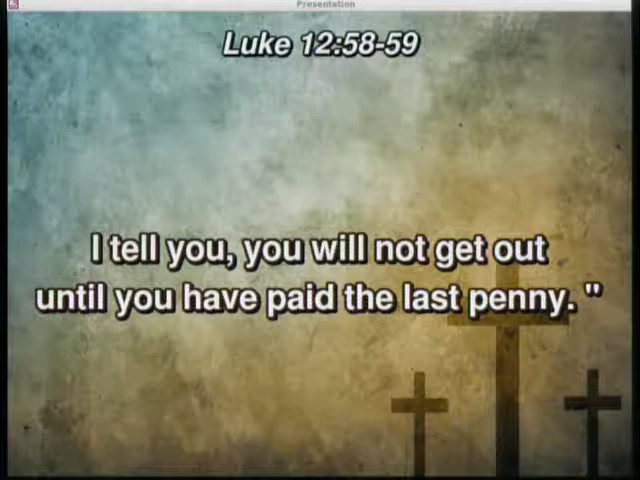 Presentation
Luke 12:58-59
I tell you, you will not get out
until you have paid the last penny. "